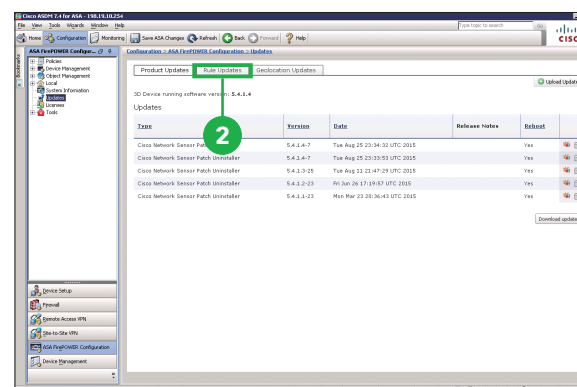 Cisco ASDM 7.4 for ASA - 198.19.10.254
File View Tools Wizards Window Help
Type topic to search
Go
Home Configuration Monitoring Save ASA Changes Refresh Back Forward Help
CISC
Bookmarks
ASA FirePOWER Configur...
Configuration > ASA FirePOWER Configuration > Updates
Policies
Device Management
Object Management
Local
System Information
Updates
Licenses
Tools
Product Updates Rule Updates Geolocation Updates
Upload Update
3D Device running software version: 5.4.1.4
Updates
2
Type Version Date Release Notes Reboot
Cisco Network Sensor Patch 5.4.1.4-7 Tue Aug 25 23:34:32 UTC 2015 Yes
Cisco Network Sensor Patch Uninstaller 5.4.1.4-7 Tue Aug 25 23:33:53 UTC 2015 Yes
Cisco Network Sensor Patch Uninstaller 5.4.1.3-25 Tue Aug 11 21:47:29 UTC 2015 Yes
Cisco Network Sensor Patch Uninstaller 5.4.1.2-23 Fri Jun 26 17:19:57 UTC 2015 Yes
Cisco Network Sensor Patch Uninstaller 5.4.1.1-23 Mon Mar 23 20:36:43 UTC 2015 Yes
Download update
Device Setup
Firewall
Remote Access VPN
Site-to-Site VPN
ASA FirePOWER Configuration
Device Management